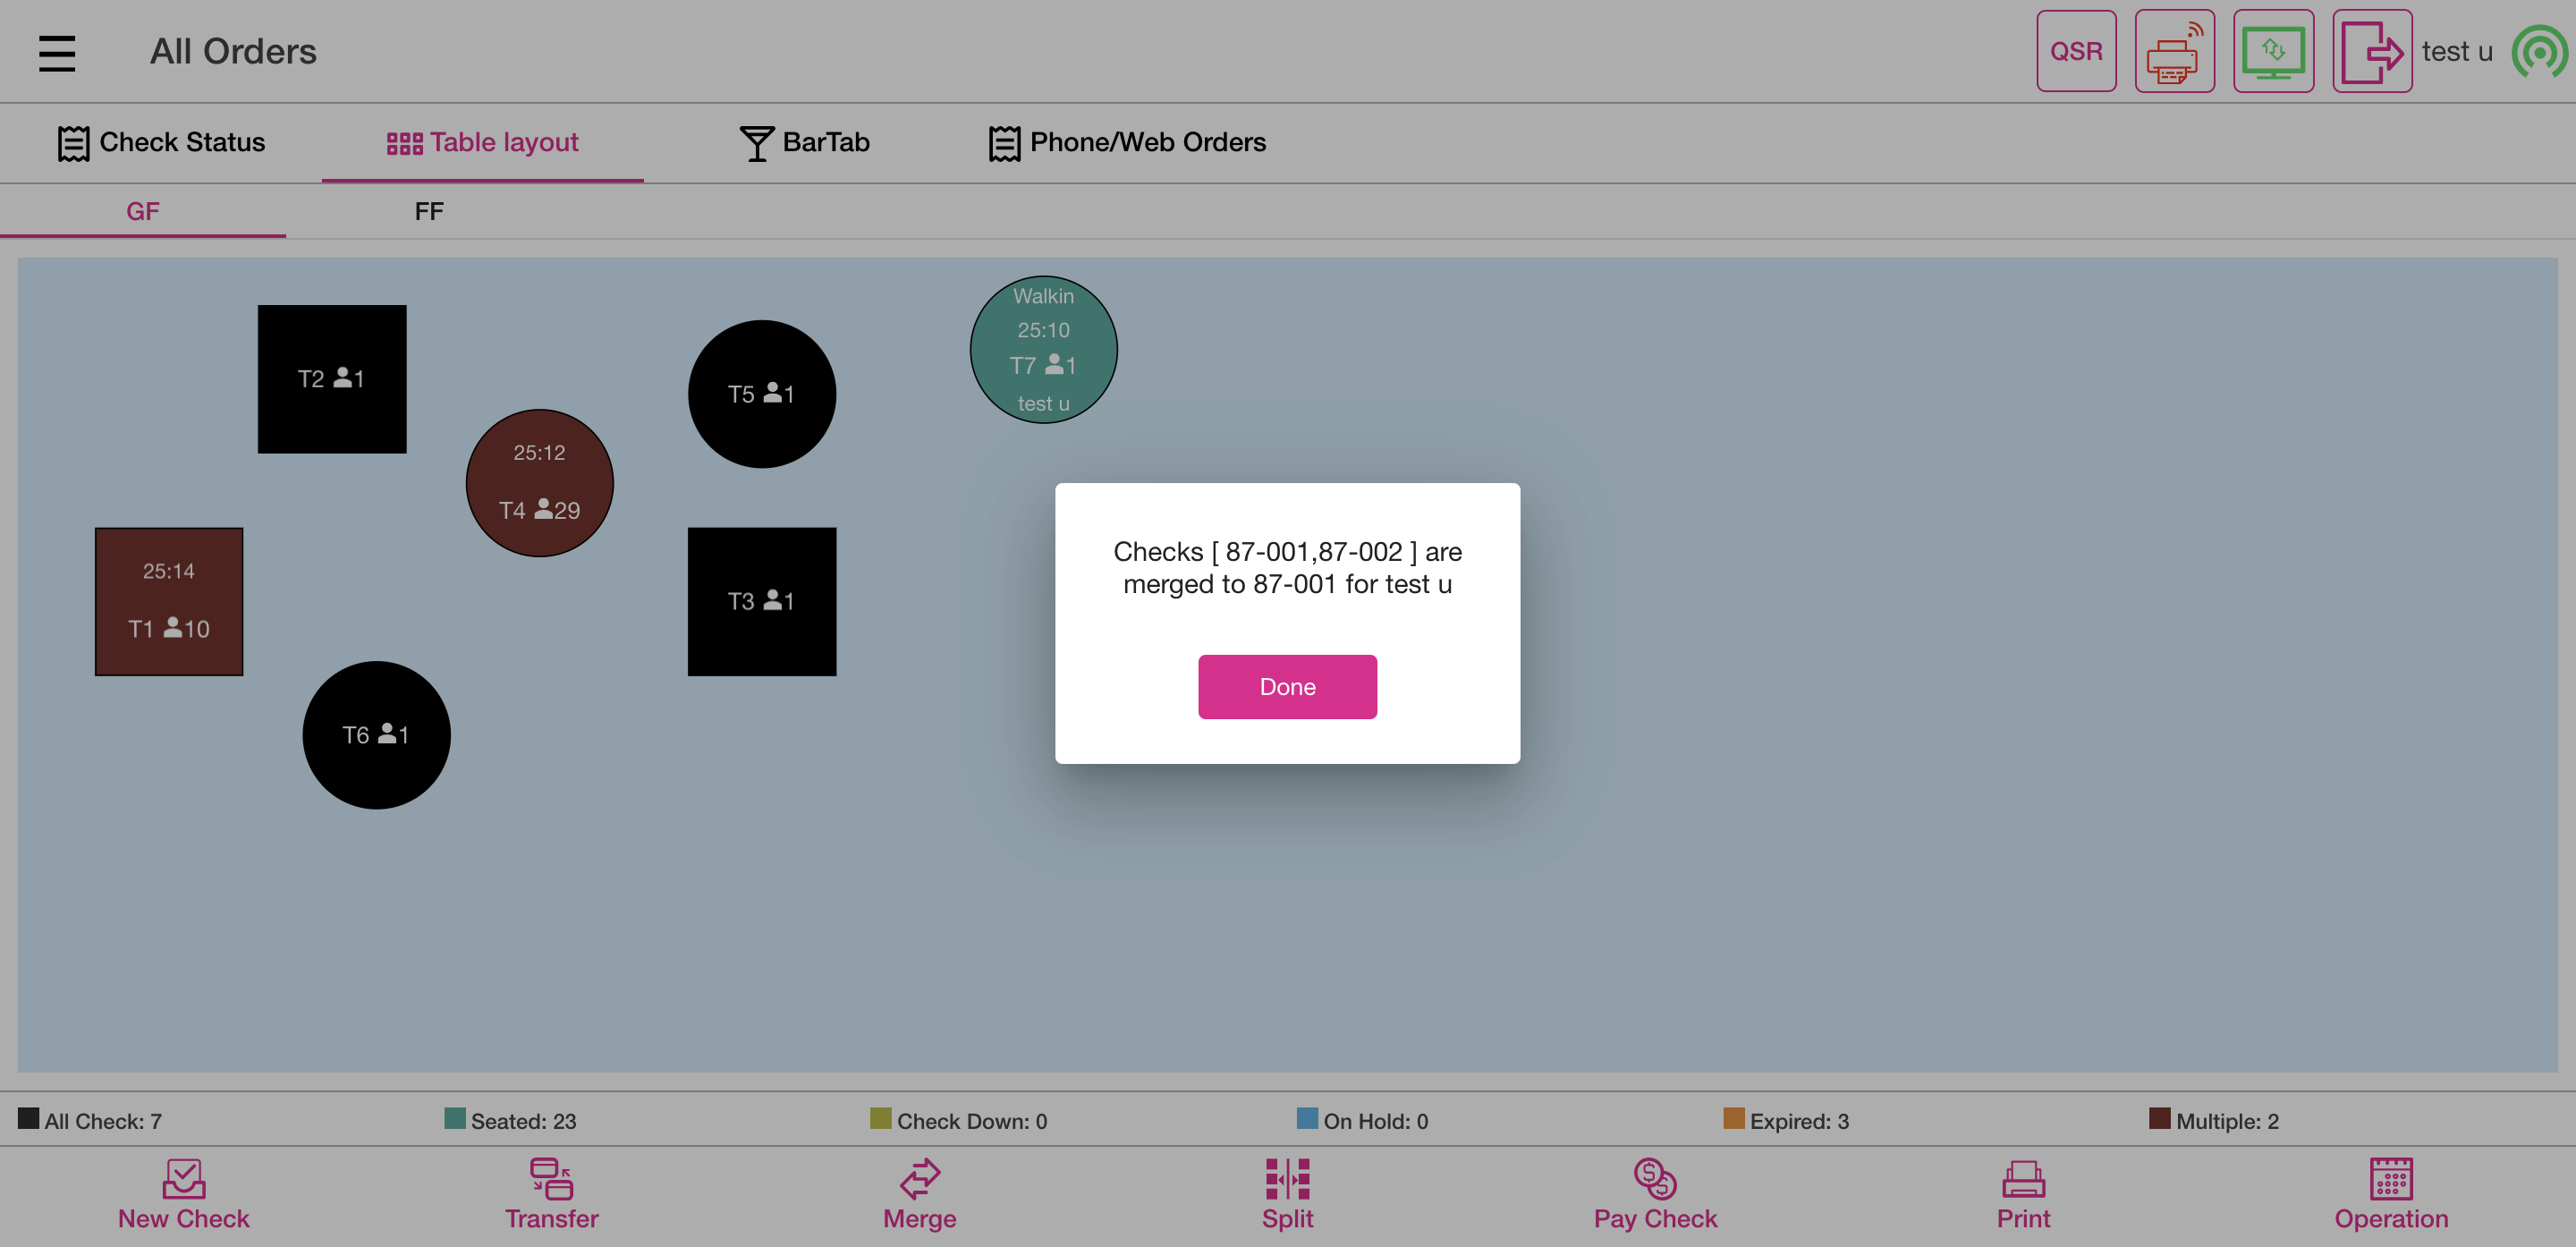 All Orders
QSR
test u
Check Status
Table layout
BarTab
Phone/Web Orders
GF
FF
Walkin
25:10
T7 1
test u
T2 1
T5 1
25:12
T4 29
25:14
T1 10
T3 1
T6 1
Checks [ 87-001,87-002 ] are
merged to 87-001 for test u
Done
All Check: 7
Seated: 23
Check Down: 0
On Hold: 0
Expired: 3
Multiple: 2
New Check
Transfer
Merge
Split
Pay Check
Print
Operation